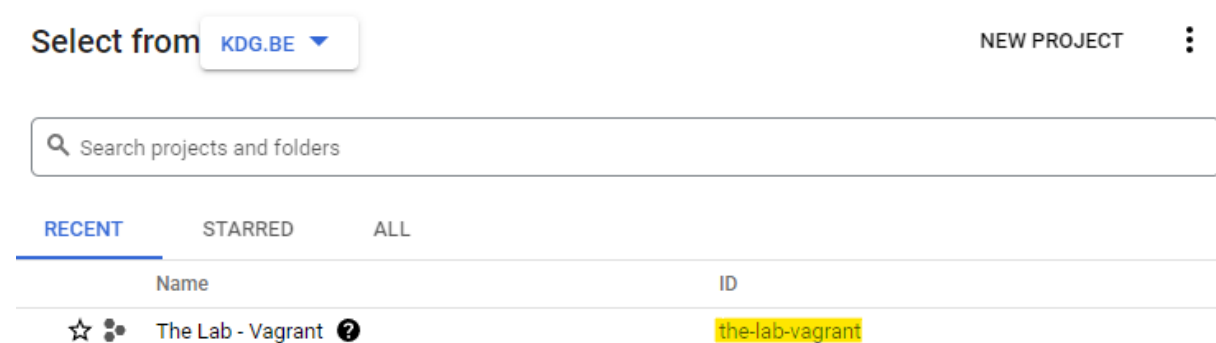 Select from KDG.BE NEW PROJECT
Search projects and folders
RECENT STARRED ALL
Name ID
The Lab - Vagrant ? the-lab-vagrant